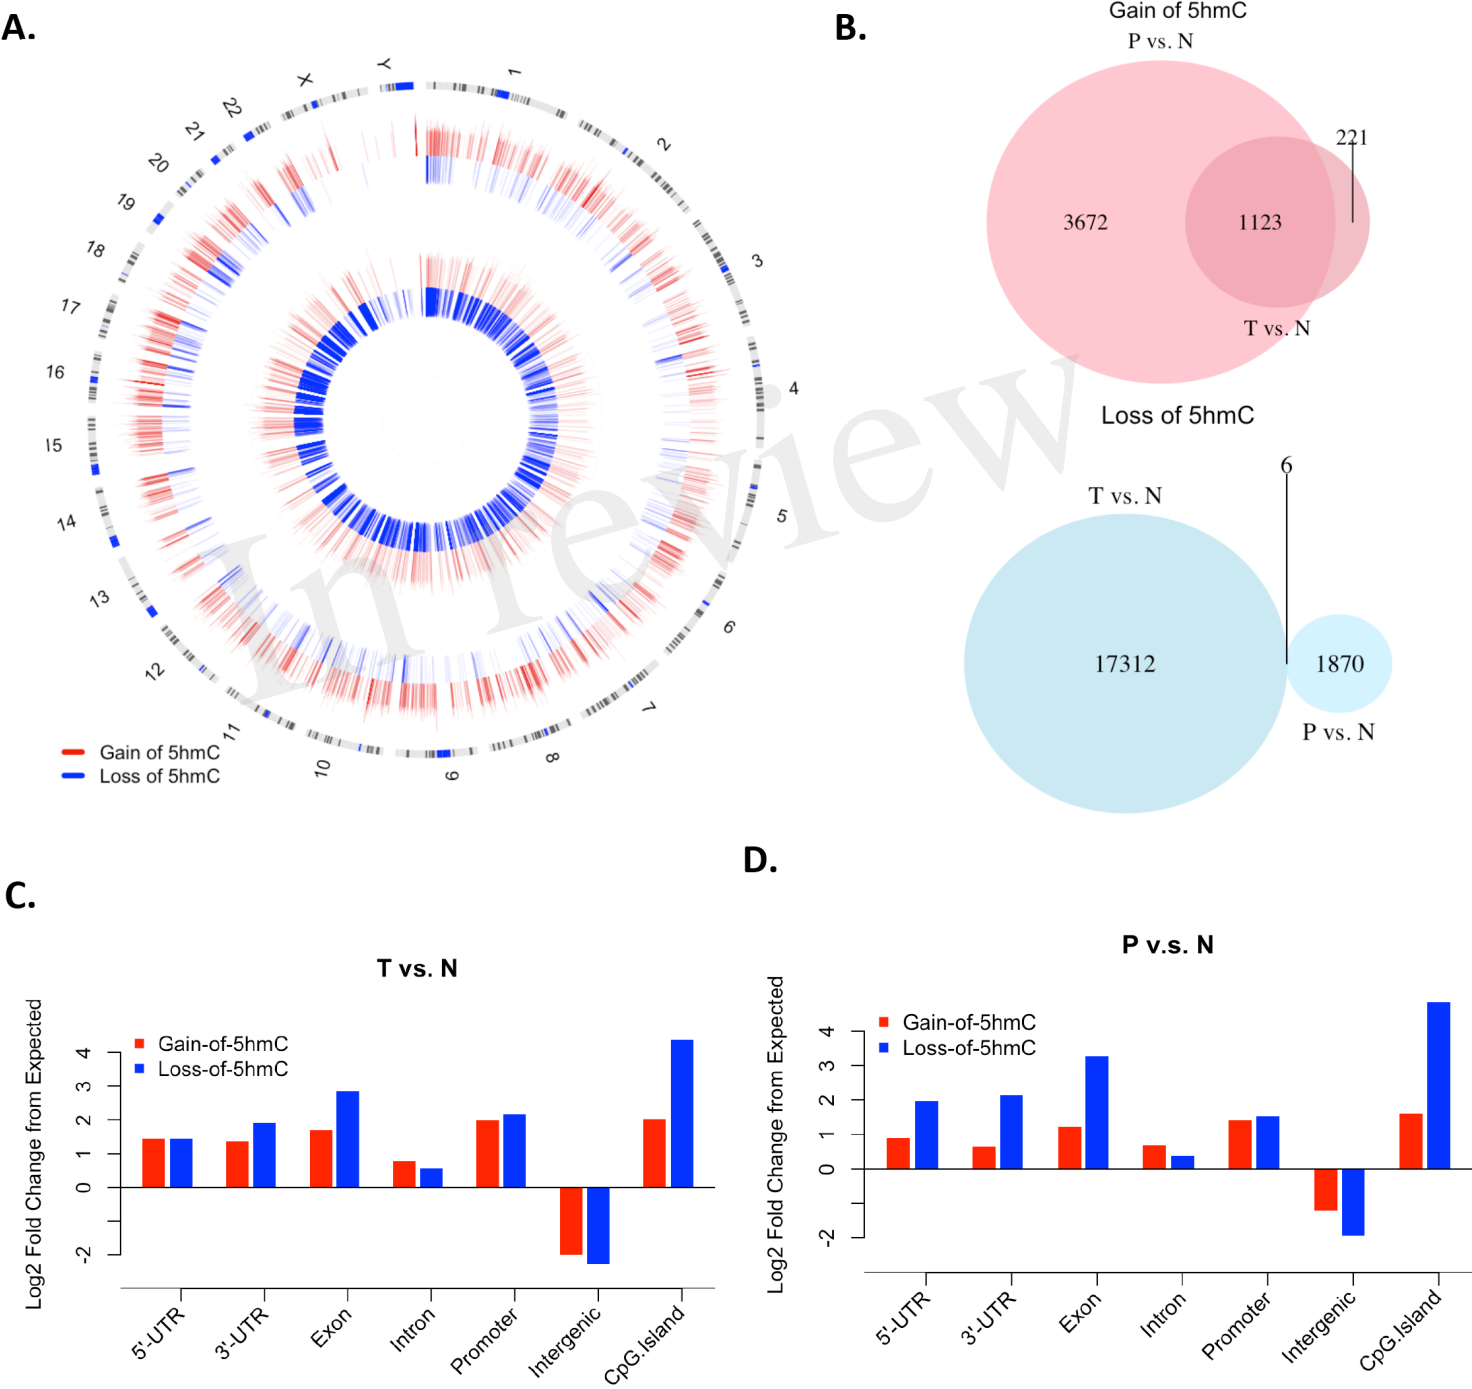 A.
1
2
3
4
5
6
7
8
9
10
11
12
13
14
15
16
17
18
19
20
21
22
X
Y
Gain of 5hmC
Loss of 5hmC
In review
B.
Gain of 5hmC
P vs. N
221
3672
1123
T vs. N
Loss of 5hmC
6
T vs. N
17312
1870
P vs. N
C.
T vs. N
Log2 Fold Change from Expected
4
3
2
1
0
-2
Gain-of-5hmC
Loss-of-5hmC
5'-UTR
3'-UTR
Exon
Intron
Promoter
Intergenic
CpG.Island
D.
P v.s. N
Log2 Fold Change from Expected
4
3
2
1
0
-2
Gain-of-5hmC
Loss-of-5hmC
5'-UTR
3'-UTR
Exon
Intron
Promoter
Intergenic
CpG.Island